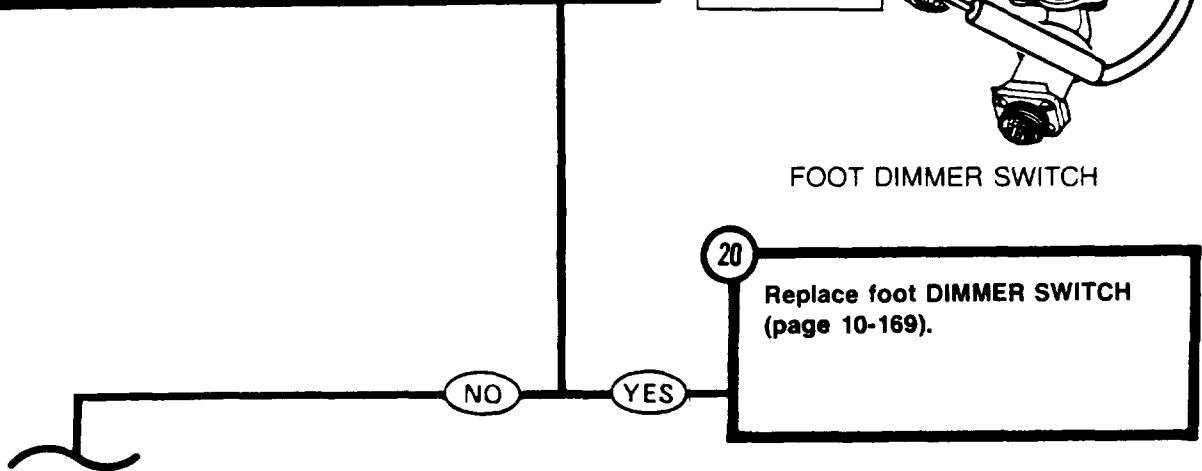 FOOT DIMMER SWITCH
20
Replace foot DIMMER SWITCH
(page 10-169).
NO
YES